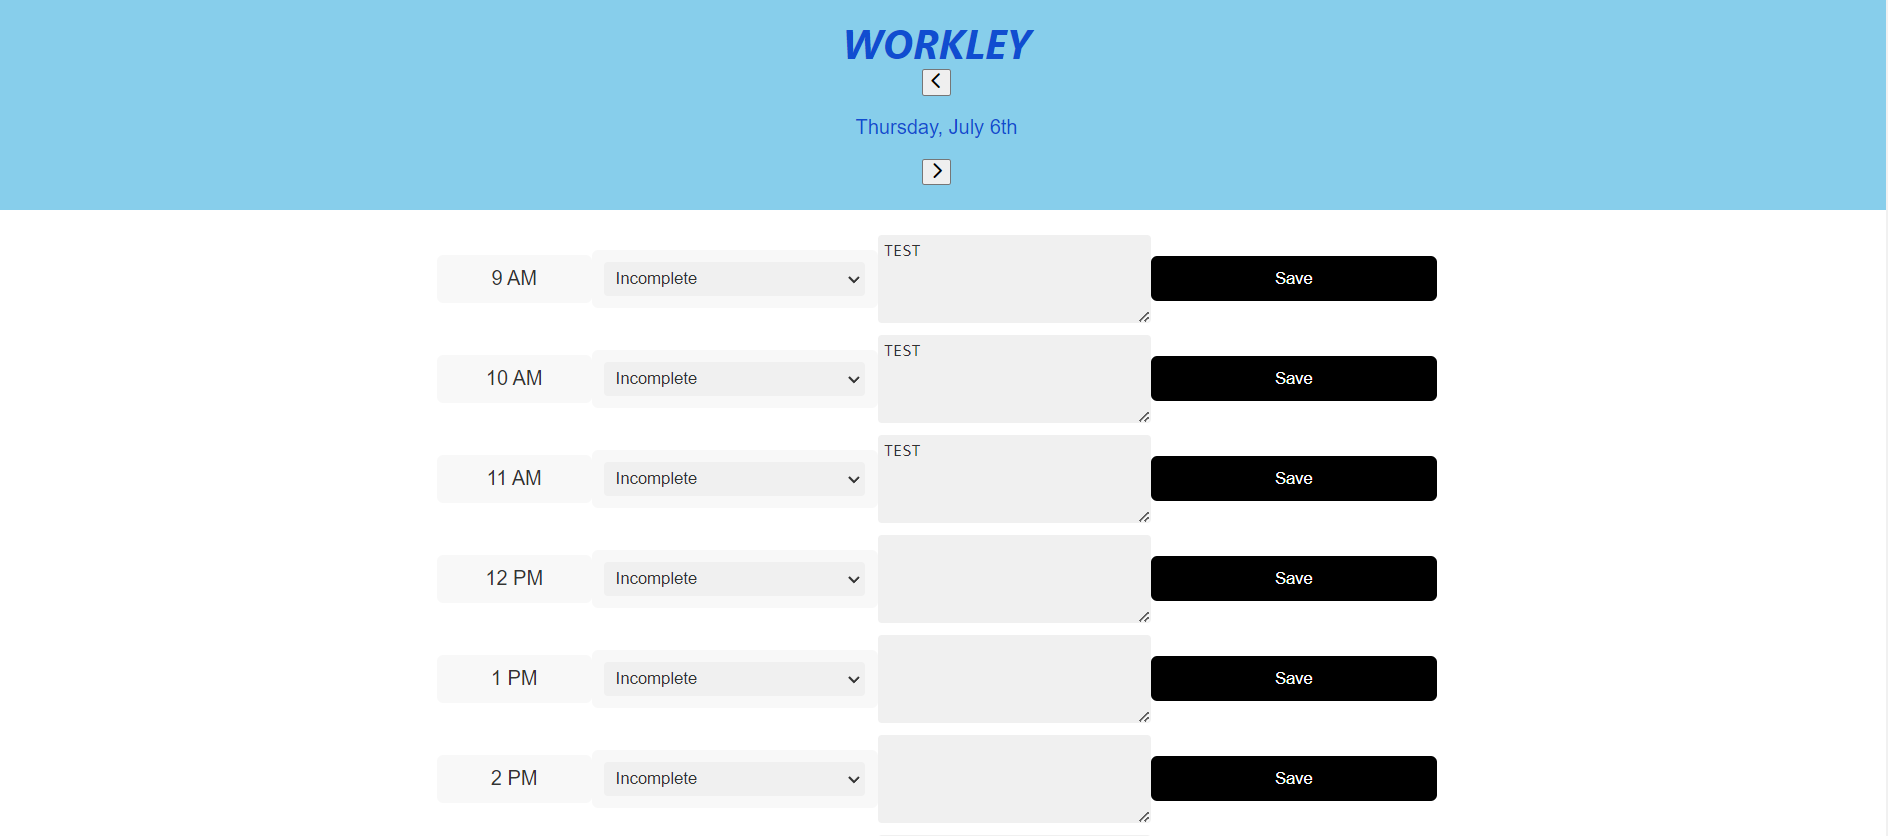 WORKLEY
Thursday, July 6th
9 AM Incomplete TEST Save
10 AM Incomplete TEST Save
11 AM Incomplete TEST Save
12 PM Incomplete Save
1 PM Incomplete Save
2 PM Incomplete Save